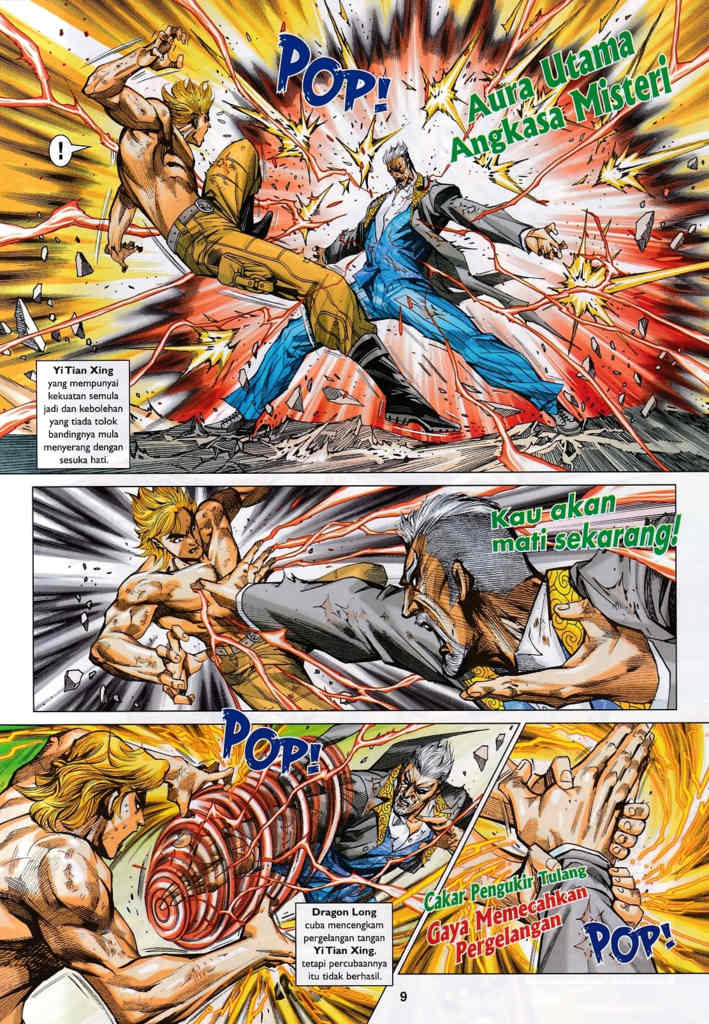 POP!
Aura Utama
Angkasa Misteri
!
Yi Tian Xing
yang mempunyai
kekuatan semula
jadi dan kebolehan
yang tiada tolok
bandingnya mula
menyerang dengan
sesuka hati.
Kau akan
mati sekarang!
POP!
Dragon Long
cuba mencengkam
pergelangan tangan
Yi Tian Xing,
tetapi percubaannya
itu tidak berhasil.
Cakar Pengukir Tulang
Gaya Memecahkan
Pergelangan
POP!
9